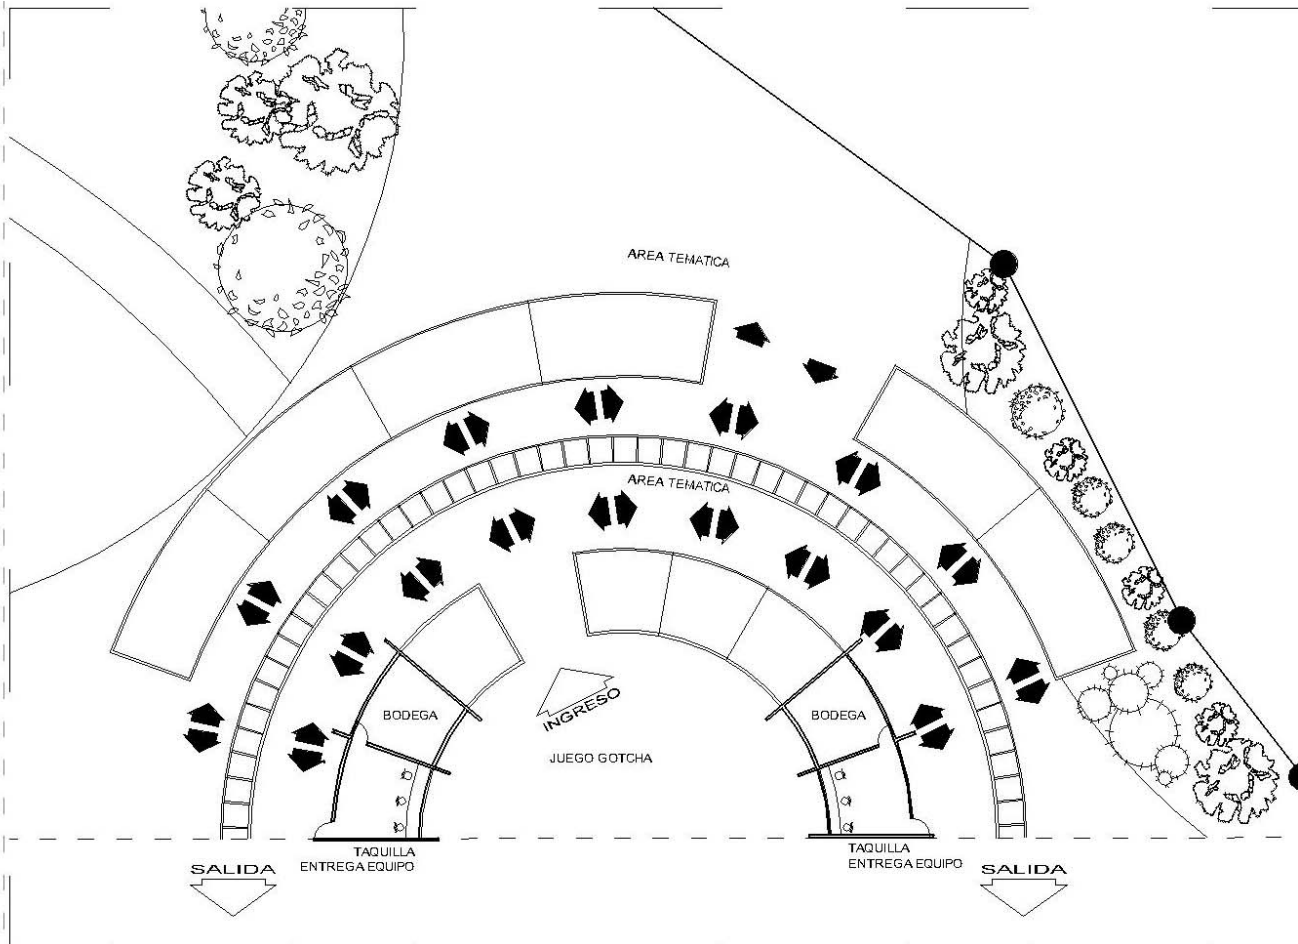 AREA TEMATICA
AREA TEMATICA
INGRESO
BODEGA
BODEGA
JUEGO GOTCHA
TAQUILLA
ENTREGA EQUIPO
TAQUILLA
ENTREGA EQUIPO
SALIDA
SALIDA